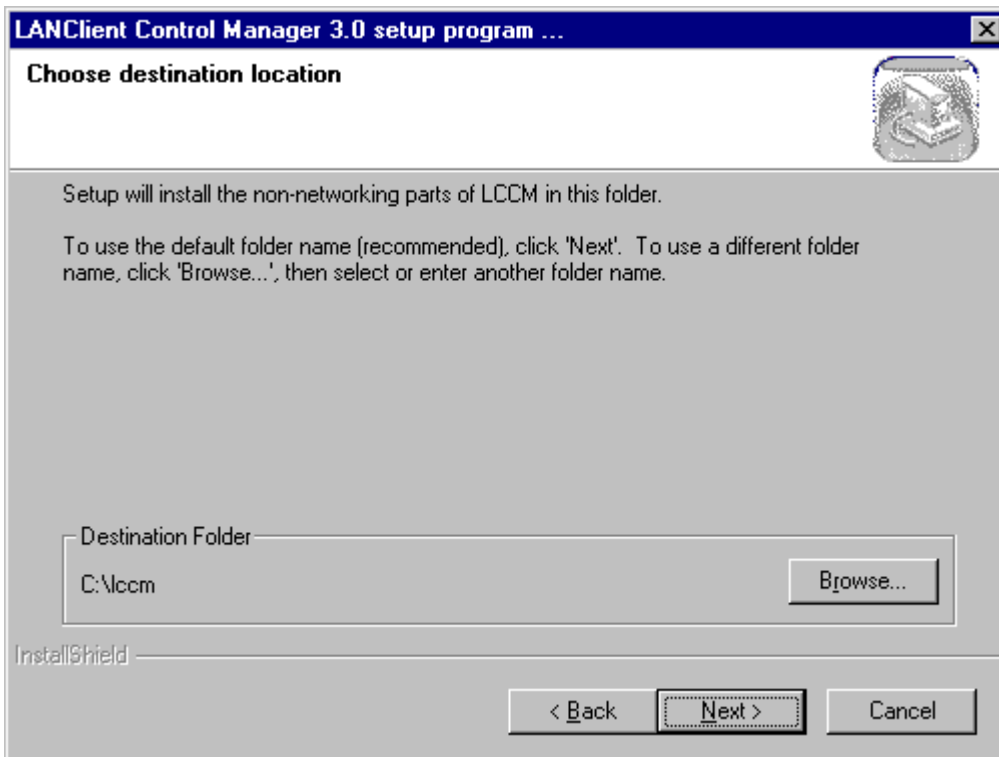 LANClient Control Manager 3.0 setup program ...
Choose destination location
Setup will install the non-networking parts of LCCM in this folder.
To use the default folder name (recommended), click 'Next'.  To use a different folder
name, click 'Browse...', then select or enter another folder name.
Destination Folder
C:\lccm
Browse...
InstallShield
< Back
Next >
Cancel